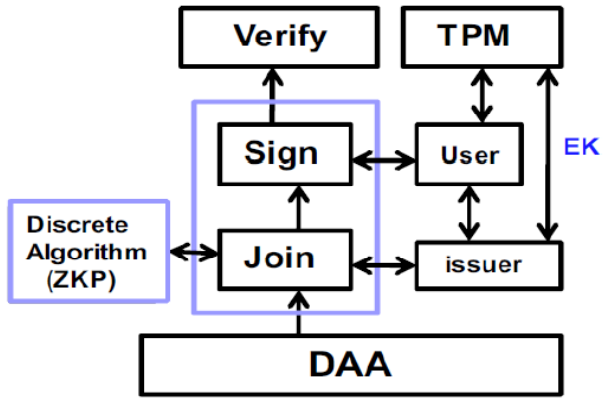 Verify
TPM
Sign
User
EK
Discrete
Algorithm
(ZKP)
Join
issuer
DAA